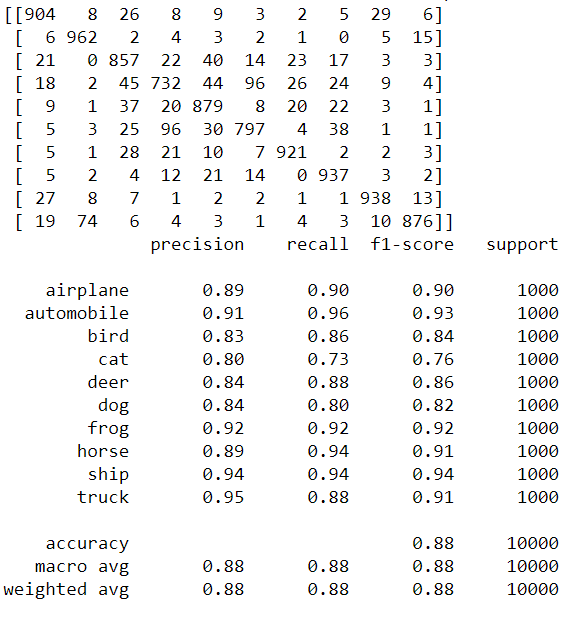 [[904 8 26 8 9 3 2 5 29 6]
[ 6 962 2 4 3 2 1 0 5 15]
[ 21 0 857 22 40 14 23 17 3 3]
[ 18 2 45 732 44 96 26 24 9 4]
[ 9 1 37 20 879 8 20 22 3 1]
[ 5 3 25 96 30 797 4 38 1 1]
[ 5 1 28 21 10 7 921 2 2 3]
[ 5 2 4 12 21 14 0 937 3 2]
[ 27 8 7 1 2 2 1 1 938 13]
[ 19 74 6 4 3 1 4 3 10 876]]
precision recall f1-score support
airplane 0.89 0.90 0.90 1000
automobile 0.91 0.96 0.93 1000
bird 0.83 0.86 0.84 1000
cat 0.80 0.73 0.76 1000
deer 0.84 0.88 0.86 1000
dog 0.84 0.80 0.82 1000
frog 0.92 0.92 0.92 1000
horse 0.89 0.94 0.91 1000
ship 0.94 0.94 0.94 1000
truck 0.95 0.88 0.91 1000
accuracy 0.88 10000
macro avg 0.88 0.88 0.88 10000
weighted avg 0.88 0.88 0.88 10000